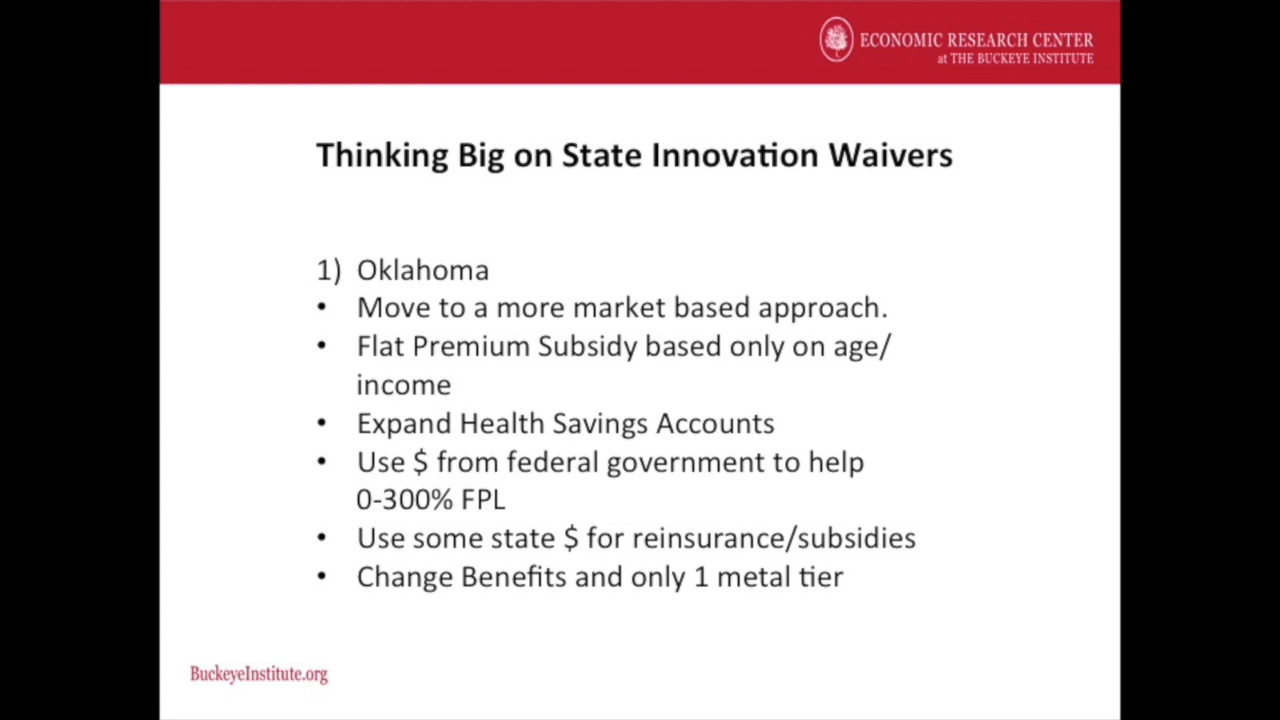 ECONOMIC RESEARCH CENTER
at THE BUCKEYE INSTITUTE
Thinking Big on State Innovation Waivers
1) Oklahoma
• Move to a more market based approach.
• Flat Premium Subsidy based only on age/
income
• Expand Health Savings Accounts
• Use $ from federal government to help
0-300% FPL
• Use some state $ for reinsurance/subsidies
• Change Benefits and only 1 metal tier
BuckeyeInstitute.org